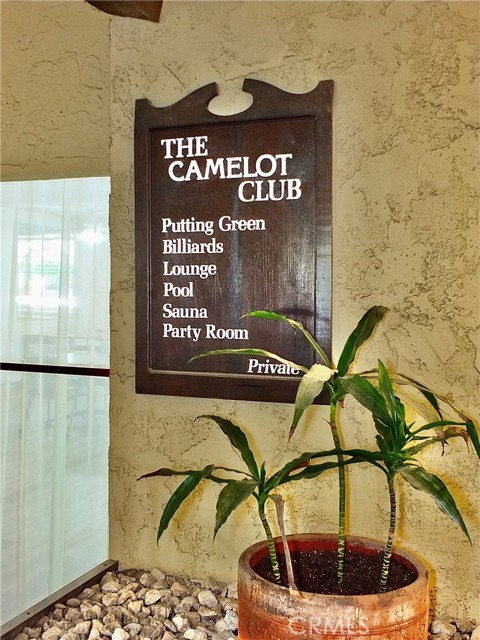 THE
CAMELOT
CLUB
Putting Green
Billiards
Lounge
Pool
Sauna
Party Room
Private
CRMLS